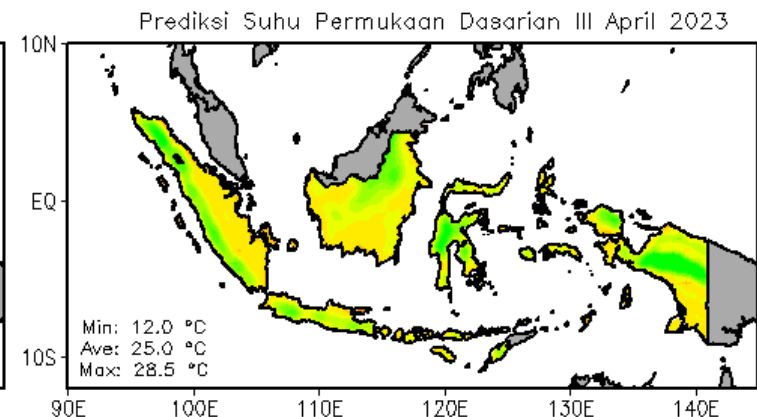 Prediksi Suhu Permukaan Dasarian III April 2023
10N
EQ
10S
Min: 12.0 °C
Ave: 25.0 °C
Max: 28.5 °C
90E 100E 110E 120E 130E 140E